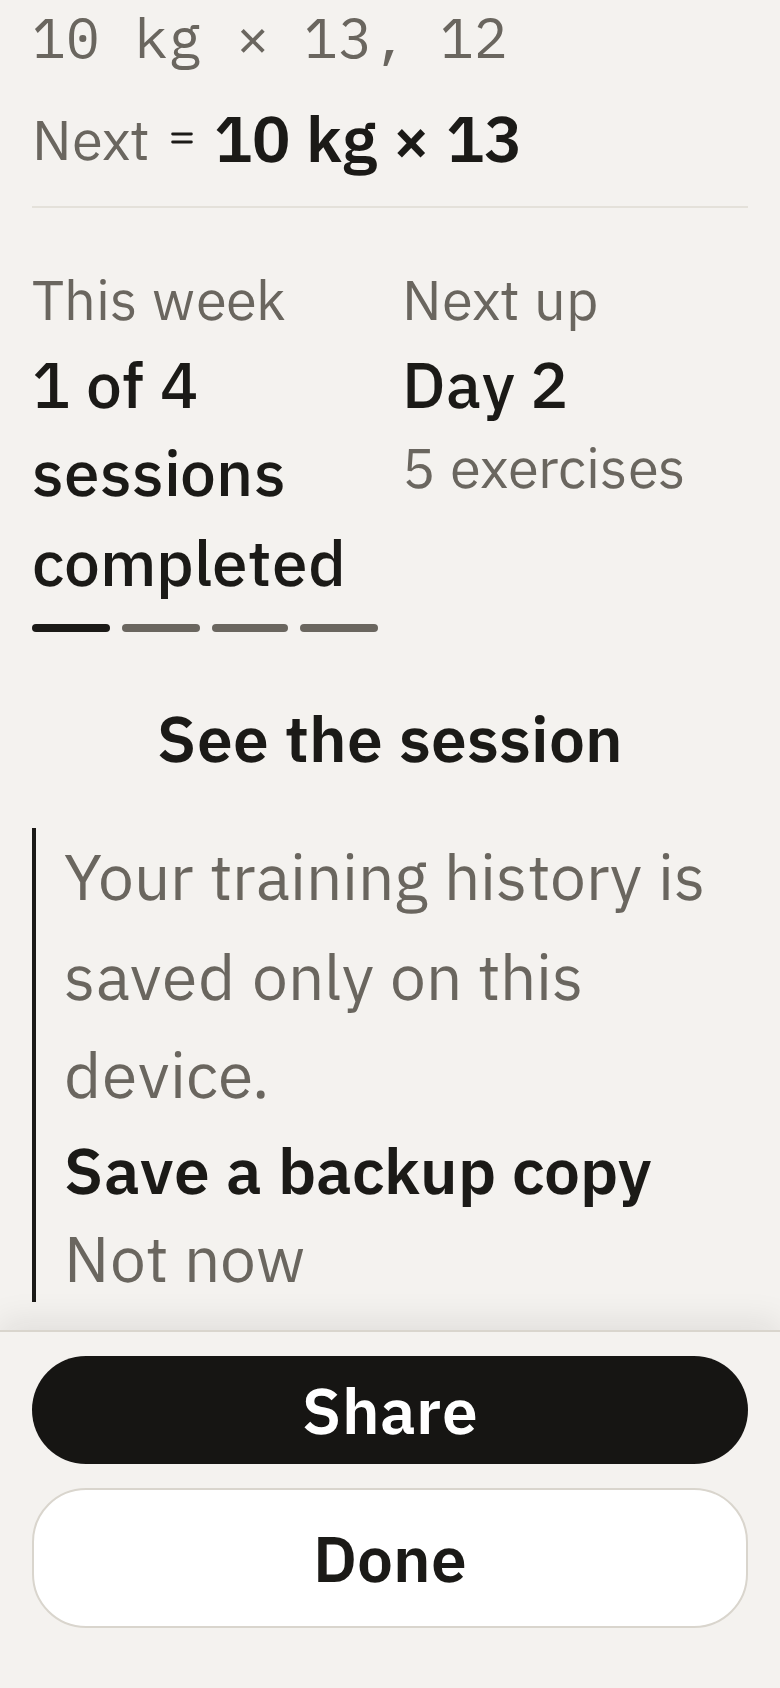 10 kg × 13, 12
Next = 10 kg × 13
This week
1 of 4
sessions
completed
Next up
Day 2
5 exercises
See the session
Your training history is
saved only on this
device.
Save a backup copy
Not now
Share
Done